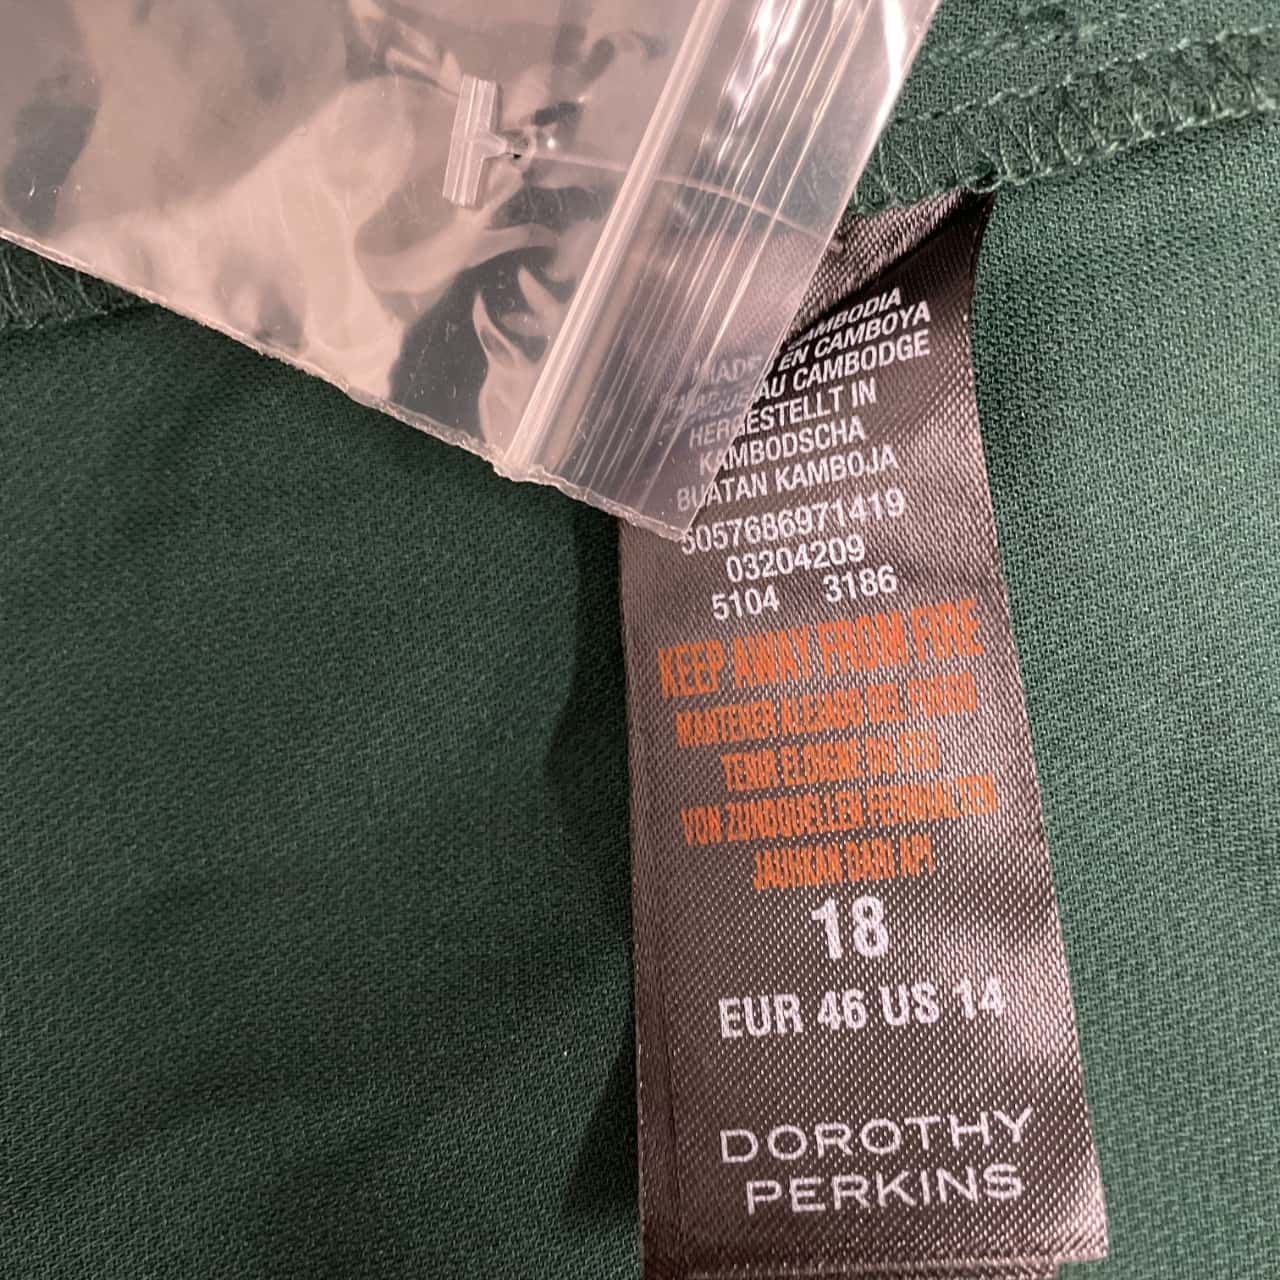 CAMBODIA
MADE EN CAMBOYA
AU CAMBODGE
HERGESTELLT IN
KAMBODSCHA
BUATAN KAMBOJA
5057686971419
03204209
5104 3186
KEEP AWAY FROM FIRE
MANTENER ALEJADO DEL FUEGO
TENIR ELOIGNE DU FEU
VON ZUNDQUELLEN FERNHALTEN
JAUHKAN DARI API
18
EUR 46 US 14
DOROTHY
PERKINS